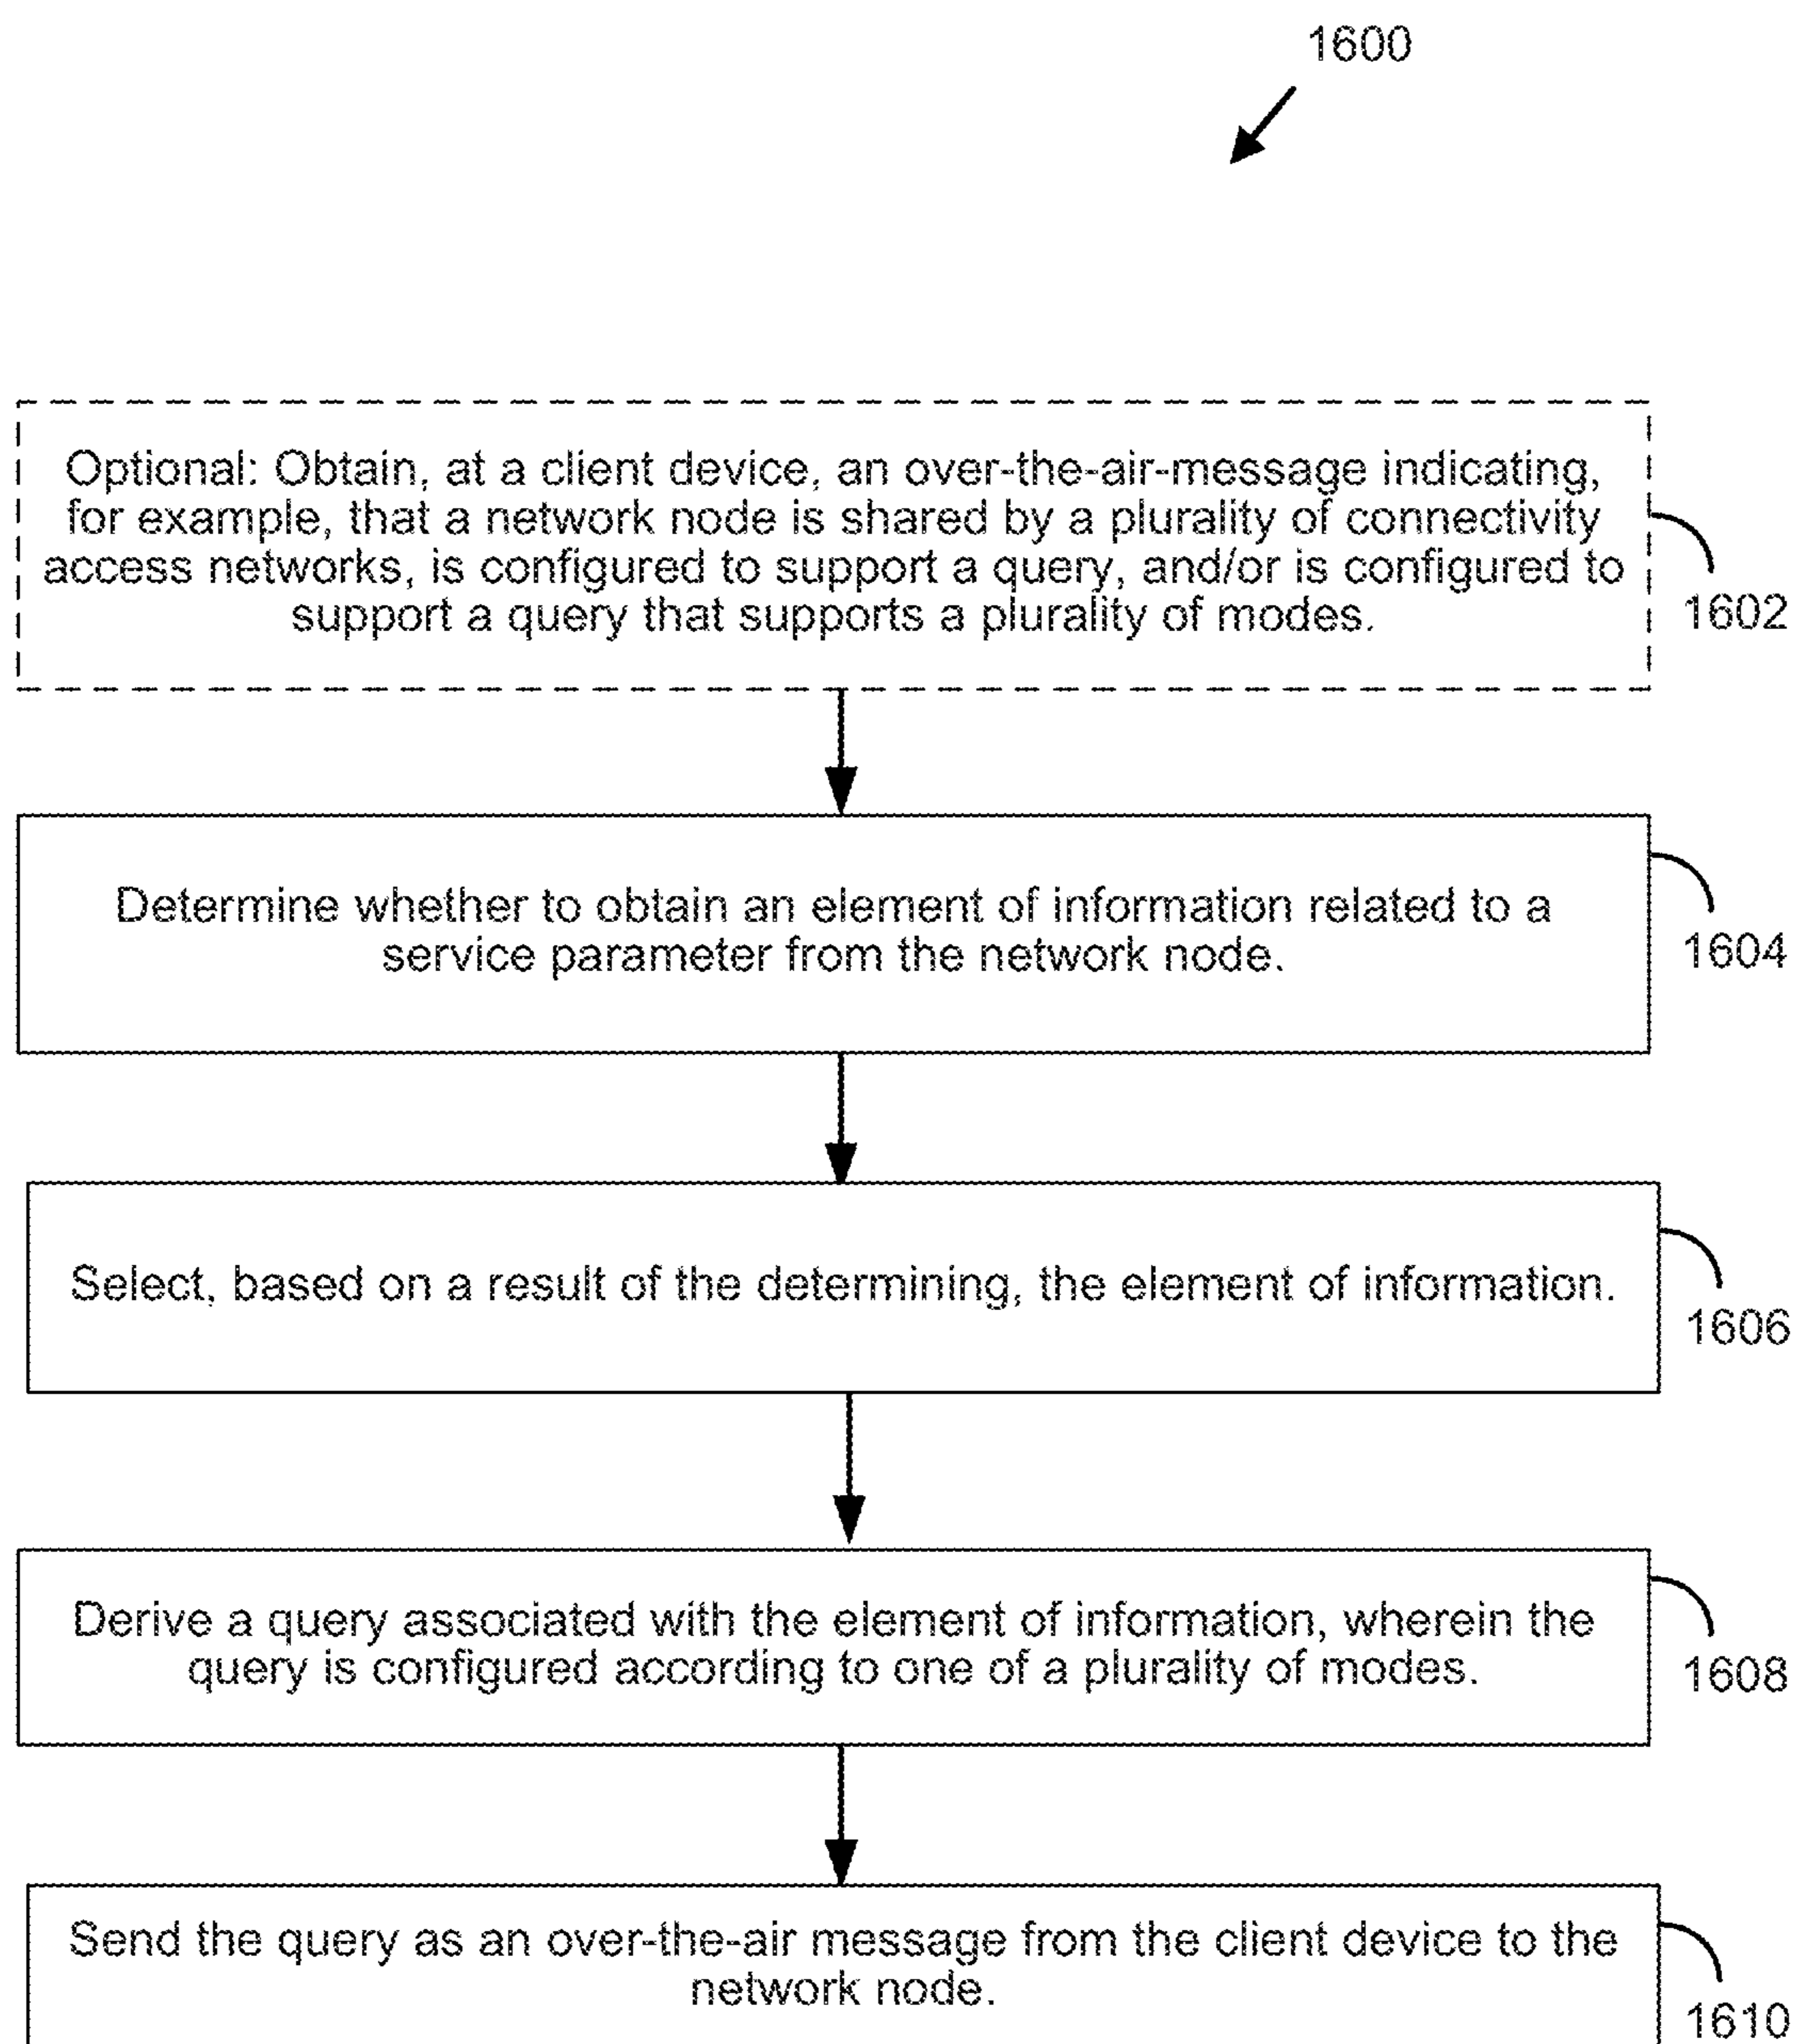 1600
Optional: Obtain, at a client device, an over-the-air-message indicating,
for example, that a network node is shared by a plurality of connectivity
access networks, is configured to support a query, and/or is configured to
support a query that supports a plurality of modes.
1602
Determine whether to obtain an element of information related to a
service parameter from the network node.
1604
Select, based on a result of the determining, the element of information.
1606
Derive a query associated with the element of information, wherein the
query is configured according to one of a plurality of modes.
1608
Send the query as an over-the-air message from the client device to the
network node.
1610